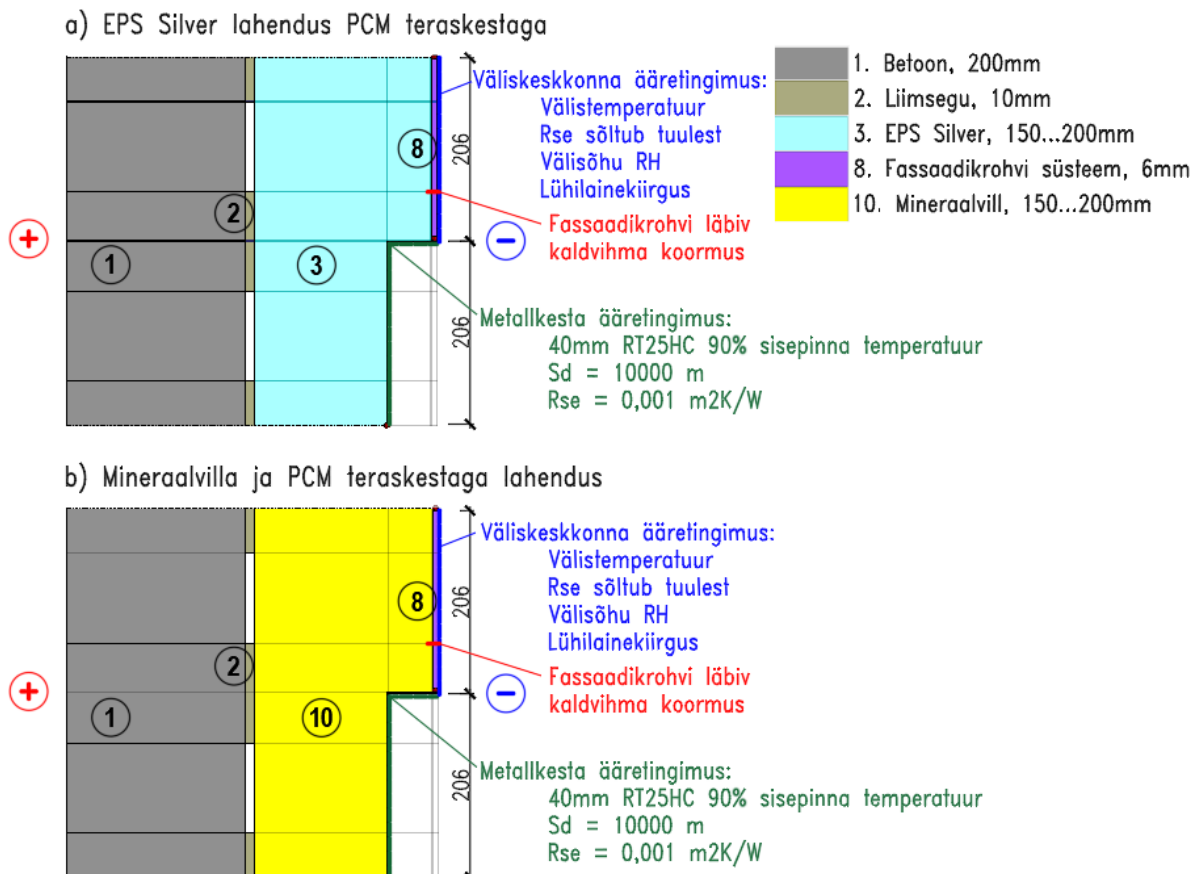 a) EPS Silver lahendus PCM teraskestaga
Väliskeskkonna ääretingimus:
Välistemperatuur
Rse sõltub tuulest
Välisõhu RH
Lühilainekiirgus
Fassaadikrohvi läbiv
kaldvihma koormus
Metallkesta ääretingimus:
40mm RT25HC 90% sisepinna temperatuur
Sd = 10000 m
Rse = 0,001 m2K/W
+
1
2
3
8
−
206
206
1. Betoon, 200mm
2. Liimsegu, 10mm
3. EPS Silver, 150...200mm
8. Fassaadikrohvi süsteem, 6mm
10. Mineraalvill, 150...200mm
b) Mineraalvilla ja PCM teraskestaga lahendus
Väliskeskkonna ääretingimus:
Välistemperatuur
Rse sõltub tuulest
Välisõhu RH
Lühilainekiirgus
Fassaadikrohvi läbiv
kaldvihma koormus
Metallkesta ääretingimus:
40mm RT25HC 90% sisepinna temperatuur
Sd = 10000 m
Rse = 0,001 m2K/W
+
1
2
10
8
−
206
206